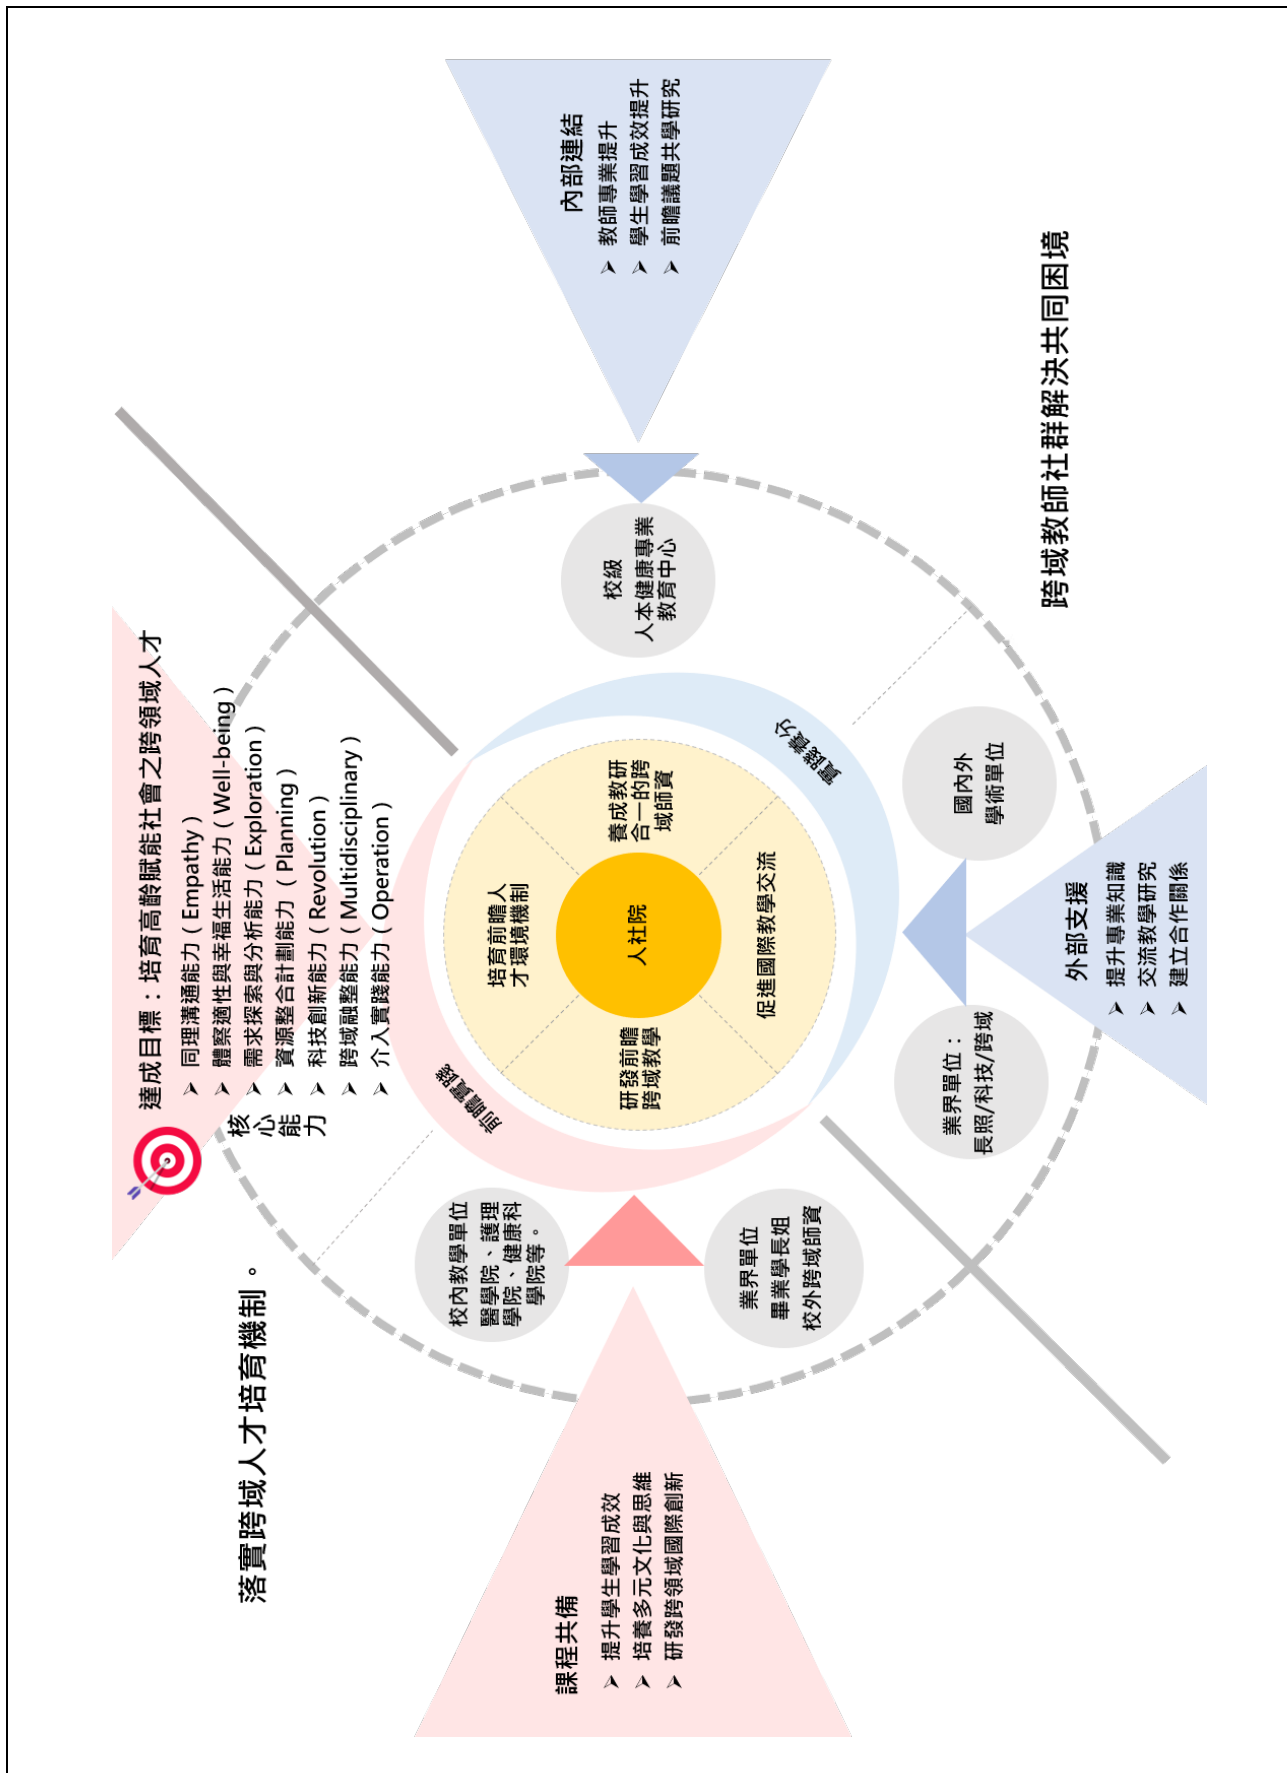 達成目標：培育高齡賦能社會之跨領域人才
➢ 同理溝通能力（Empathy）
➢ 體察適性與幸福生活能力（Well-being）
➢ 需求探索與分析能力（Exploration）
➢ 資源整合計劃能力（Planning）
➢ 科技創新能力（Revolution）
➢ 跨域融整能力（Multidisciplinary）
➢ 介入實踐能力（Operation）
核
心
能
力
落實跨域人才培育機制。
校內教學單位
醫學院、護理
學院、健康科
學院等。
前瞻實踐
培育前瞻人
才環境機制
課程共備
➢ 提升學生學習成效
➢ 培養多元文化與思維
➢ 研發跨領域國際創新
業界單位
畢業學長姐
校外跨域師資
研發前瞻
跨域教學
人社院
養成教研
合一的跨
域師資
校級
人本健康專業
教育中心
內部連結
➢ 教師專業提升
➢ 學生學習成效提升
➢ 前瞻議題共學研究
促進國際教學交流
實踐養分
業界單位：
長照/科技/跨域
國內外
學術單位
跨域教師社群解決共同困境
外部支援
➢ 提升專業知識
➢ 交流教學研究
➢ 建立合作關係